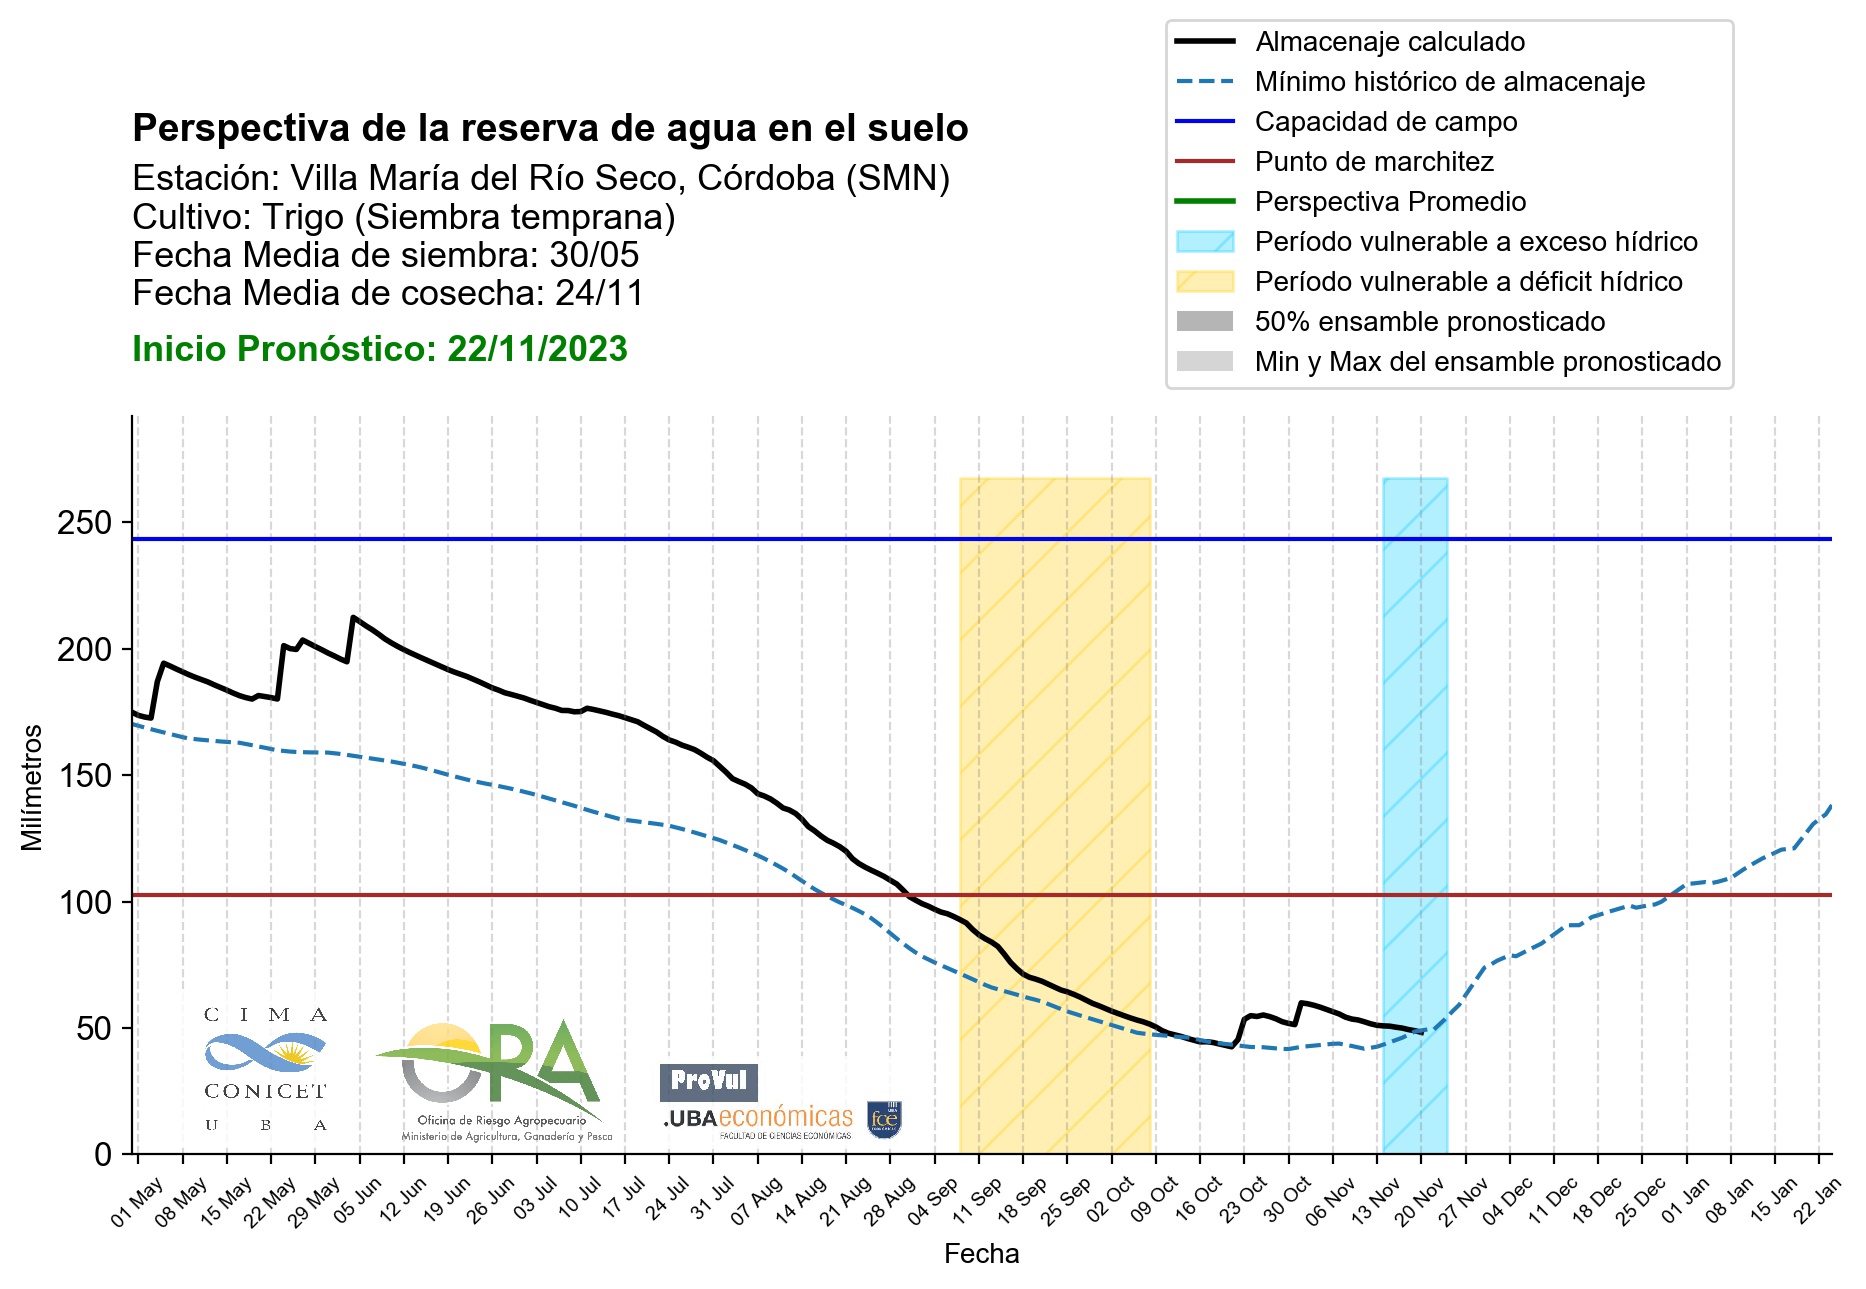 Almacenaje calculado
Mínimo histórico de almacenaje
Capacidad de campo
Punto de marchitez
Perspectiva Promedio
Período vulnerable a exceso hídrico
Período vulnerable a déficit hídrico
50% ensamble pronosticado
Min y Max del ensamble pronosticado
Perspectiva de la reserva de agua en el suelo
Estación: Villa María del Río Seco, Córdoba (SMN)
Cultivo: Trigo (Siembra temprana)
Fecha Media de siembra: 30/05
Fecha Media de cosecha: 24/11
Inicio Pronóstico: 22/11/2023
Milímetros
250
200
150
100
50
0
CIMA
CONICET
UBA
ORA
Oficina de Riesgo Agropecuario
Ministerio de Agricultura, Ganadería y Pesca
ProVul
.UBAeconómicas
FACULTAD DE CIENCIAS ECONÓMICAS
UBA
fce
ECONÓMICAS
01 May
08 May
15 May
22 May
29 May
05 Jun
12 Jun
19 Jun
26 Jun
03 Jul
10 Jul
17 Jul
24 Jul
31 Jul
07 Aug
14 Aug
21 Aug
28 Aug
04 Sep
11 Sep
18 Sep
25 Sep
02 Oct
09 Oct
16 Oct
23 Oct
30 Oct
06 Nov
13 Nov
20 Nov
27 Nov
04 Dec
11 Dec
18 Dec
25 Dec
01 Jan
08 Jan
15 Jan
22 Jan
Fecha